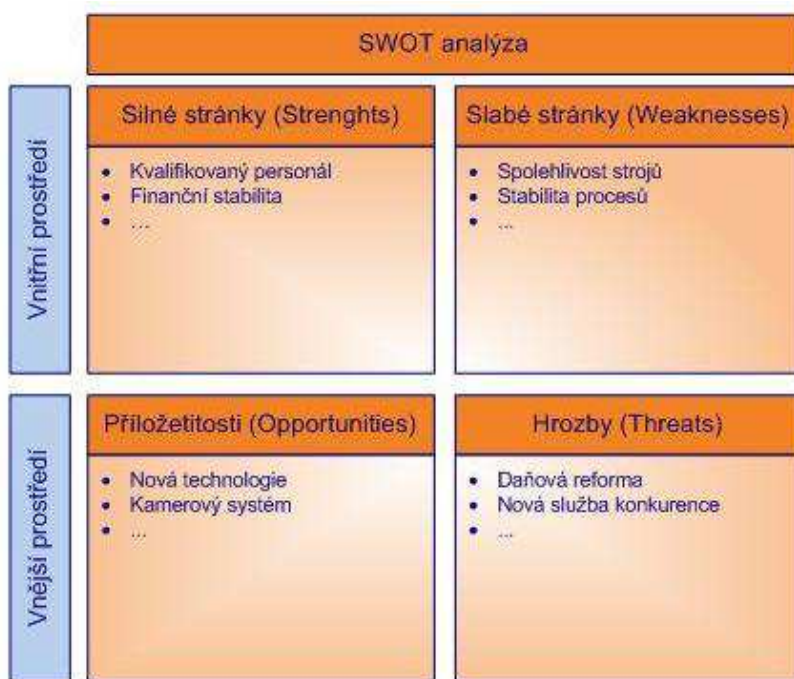 SWOT analýza
Vnitřní prostředí
Silné stránky (Strenghts)
• Kvalifikovaný personál
• Finanční stabilita
• ...
Slabé stránky (Weaknesses)
• Spolehlivost strojů
• Stabilita procesů
• ...
Vnější prostředí
Příložetitosti (Opportunities)
• Nová technologie
• Kamerový systém
• ...
Hrozby (Threats)
• Daňová reforma
• Nová služba konkurence
• ...